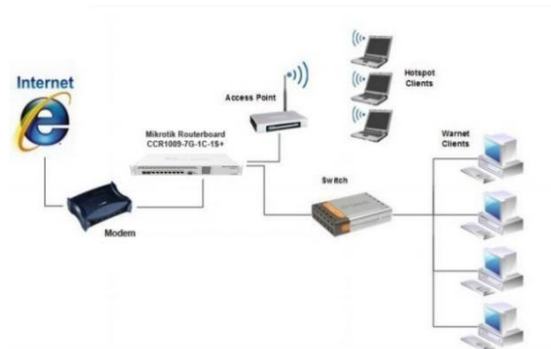 Internet
Modem
Mikrotik Routerboard
CCR1009-7G-1C-1S+
Access Point
Hotspot
Clients
Switch
Warnet
Clients